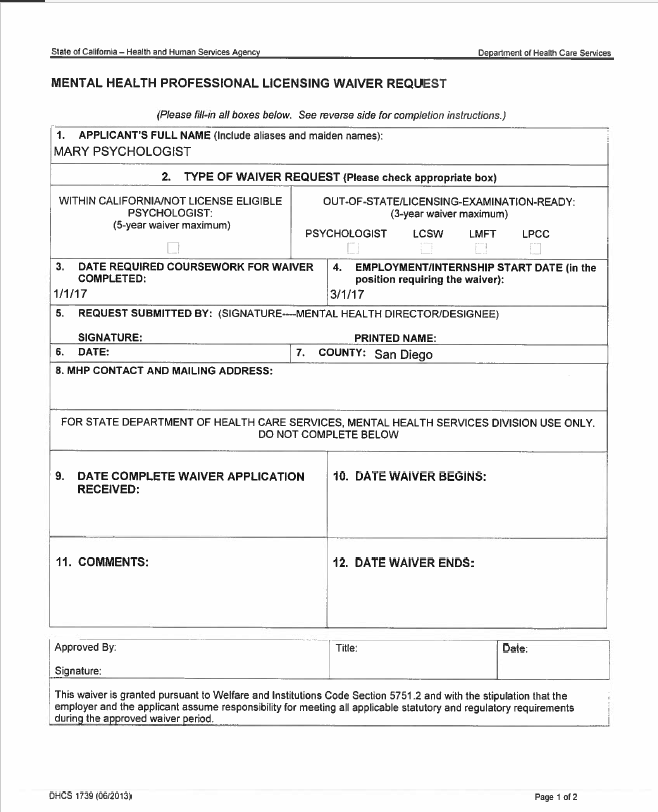 State of California – Health and Human Services Agency Department of Health Care Services
MENTAL HEALTH PROFESSIONAL LICENSING WAIVER REQUEST
(Please fill-in all boxes below. See reverse side for completion instructions.)
1. APPLICANT'S FULL NAME (Include aliases and maiden names):
MARY PSYCHOLOGIST
2. TYPE OF WAIVER REQUEST (Please check appropriate box)
WITHIN CALIFORNIA/NOT LICENSE ELIGIBLE
PSYCHOLOGIST:
(5-year waiver maximum)
OUT-OF-STATE/LICENSING-EXAMINATION-READY:
(3-year waiver maximum)
PSYCHOLOGIST LCSW LMFT LPCC
3. DATE REQUIRED COURSEWORK FOR WAIVER
COMPLETED:
1/1/17
4. EMPLOYMENT/INTERNSHIP START DATE (in the
position requiring the waiver):
3/1/17
5. REQUEST SUBMITTED BY: (SIGNATURE----MENTAL HEALTH DIRECTOR/DESIGNEE)
SIGNATURE: PRINTED NAME:
6. DATE: 7. COUNTY: San Diego
8. MHP CONTACT AND MAILING ADDRESS:
FOR STATE DEPARTMENT OF HEALTH CARE SERVICES, MENTAL HEALTH SERVICES DIVISION USE ONLY.
DO NOT COMPLETE BELOW
9. DATE COMPLETE WAIVER APPLICATION
RECEIVED:
10. DATE WAIVER BEGINS:
11. COMMENTS:
12. DATE WAIVER ENDS:
Approved By: Title: Date:
Signature:
This waiver is granted pursuant to Welfare and Institutions Code Section 5751.2 and with the stipulation that the
employer and the applicant assume responsibility for meeting all applicable statutory and regulatory requirements
during the approved waiver period.
DHCS 1739 (06/2013) Page 1 of 2